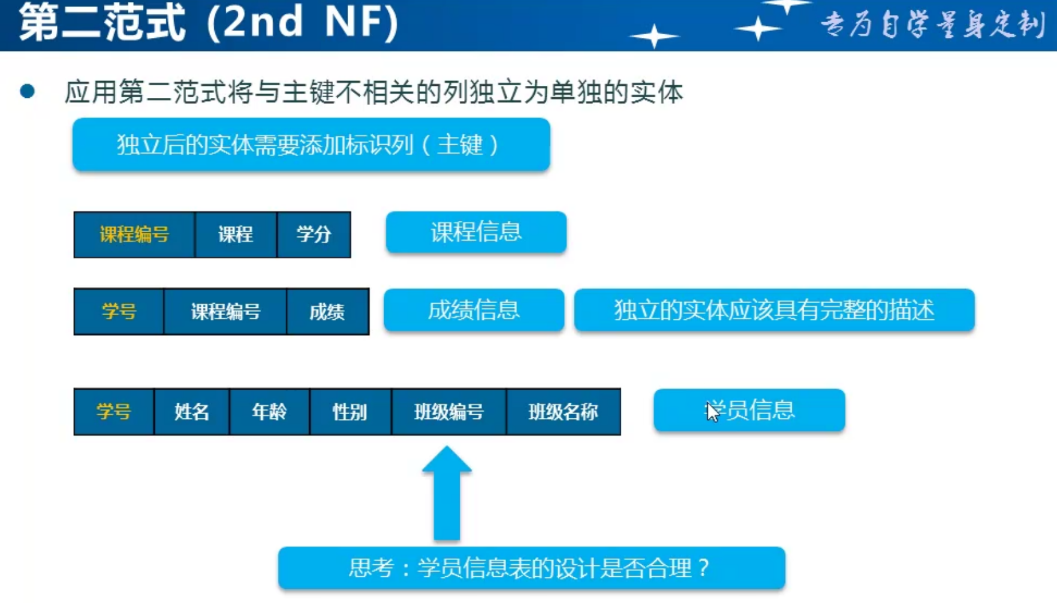 第二范式 (2nd NF)
专为自学量身定制
应用第二范式将与主键不相关的列独立为单独的实体
独立后的实体需要添加标识列（主键）
课程编号 课程 学分 课程信息
学号 课程编号 成绩 成绩信息 独立的实体应该具有完整的描述
学号 姓名 年龄 性别 班级编号 班级名称 学员信息
思考：学员信息表的设计是否合理？